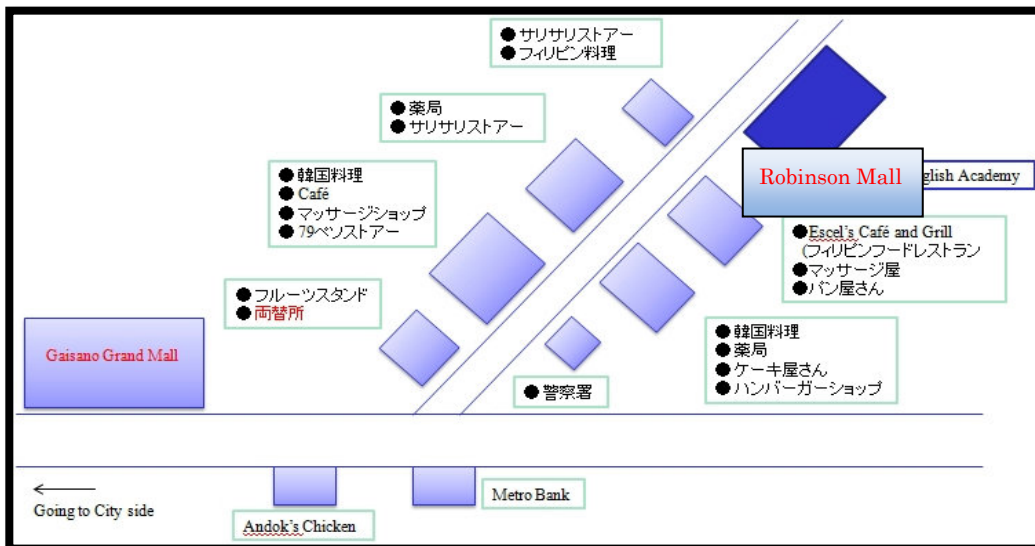 ●サリサリストアー
●フィリピン料理
●薬局
●サリサリストアー
●韓国料理
●Café
●マッサージショップ
●79ペソストアー
●フルーツスタンド
●両替所
Gaisano Grand Mall
Robinson Mall
glish Academy
●Escel's Café and Grill
(フィリピンフードレストラン
●マッサージ屋
●パン屋さん
●韓国料理
●薬局
●ケーキ屋さん
●ハンバーガーショップ
●警察署
Going to City side
Andok's Chicken
Metro Bank